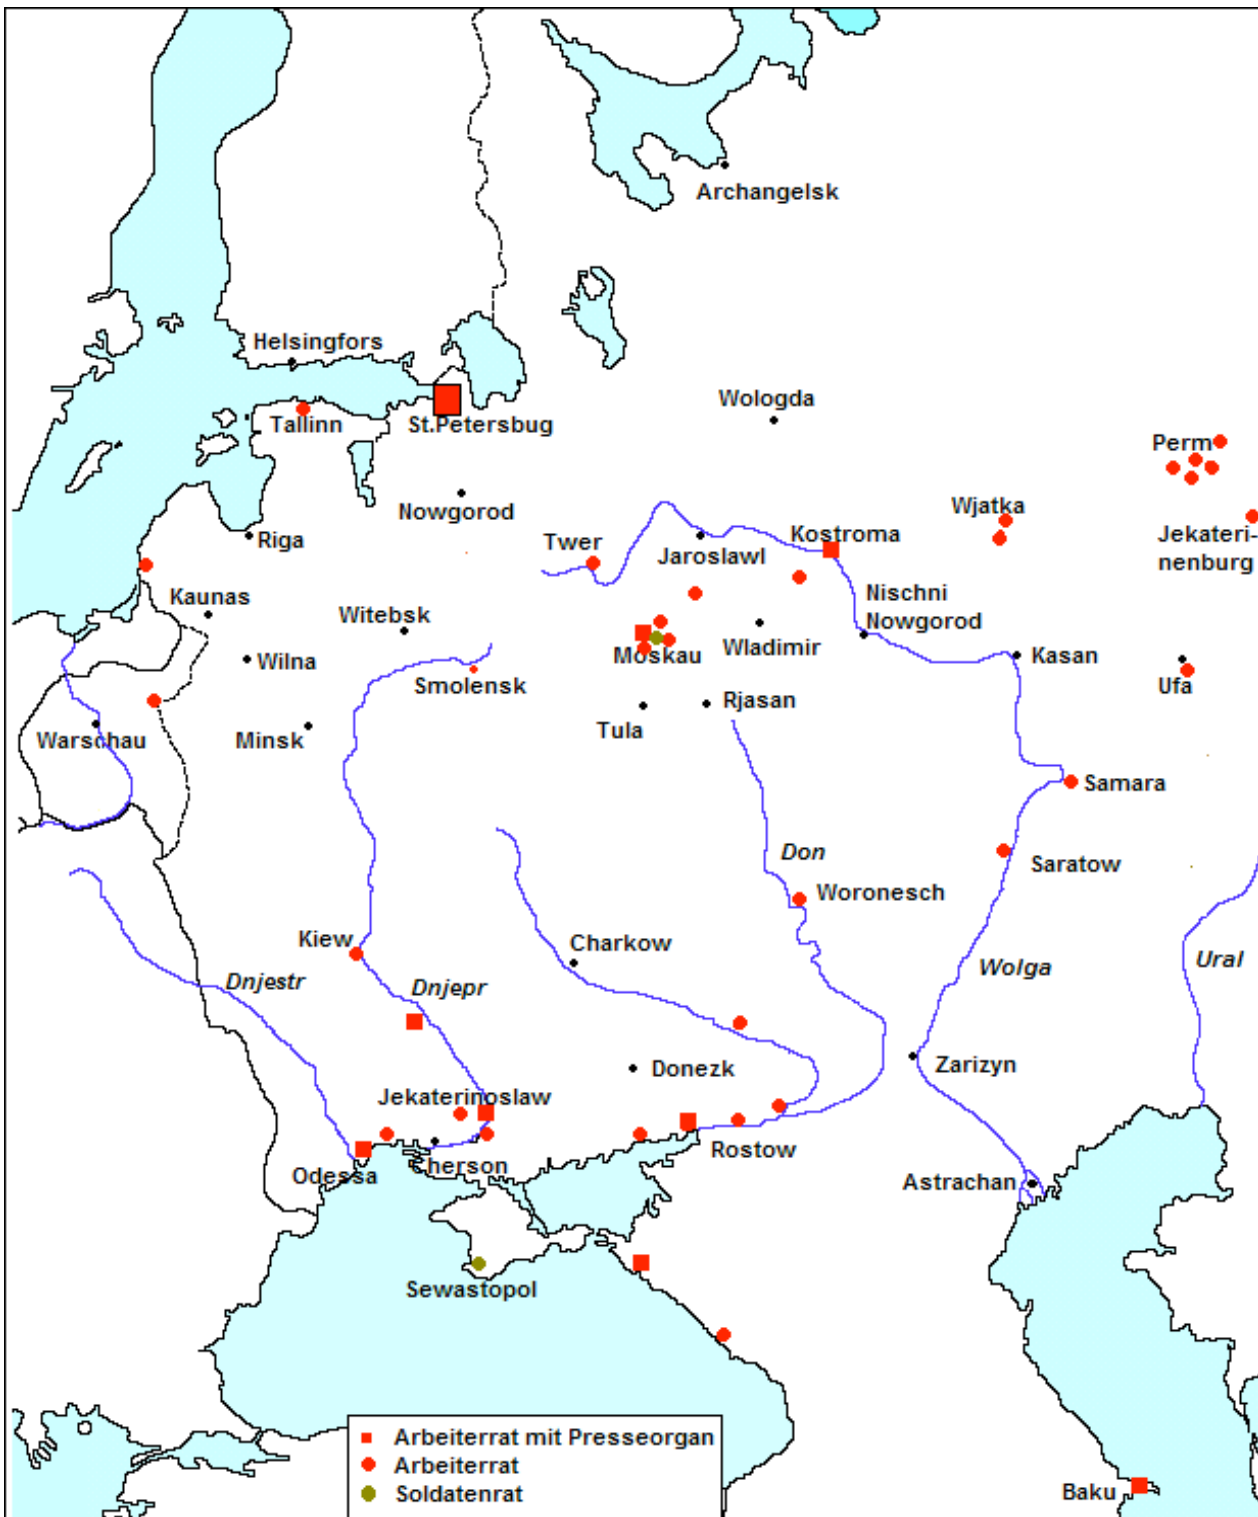 Archangelsk
Helsingfors
Tallinn
St.Petersbug
Wologda
Perm
Nowgorod
Wjatka
Riga
Twer
Jaroslawl
Kostroma
Jekateri-
nenburg
Kaunas
Witebsk
Nischni
Nowgorod
Wilna
Smolensk
Moskau
Wladimir
Kasan
Ufa
Warschau
Minsk
Tula
Rjasan
Samara
Don
Saratow
Woronesch
Kiew
Charkow
Dnjestr
Dnjepr
Wolga
Ural
Donezk
Zarizyn
Jekaterinoslaw
Odessa
Cherson
Rostow
Astrachan
Sewastopol
Arbeiterrat mit Presseorgan
Arbeiterrat
Soldatenrat
Baku